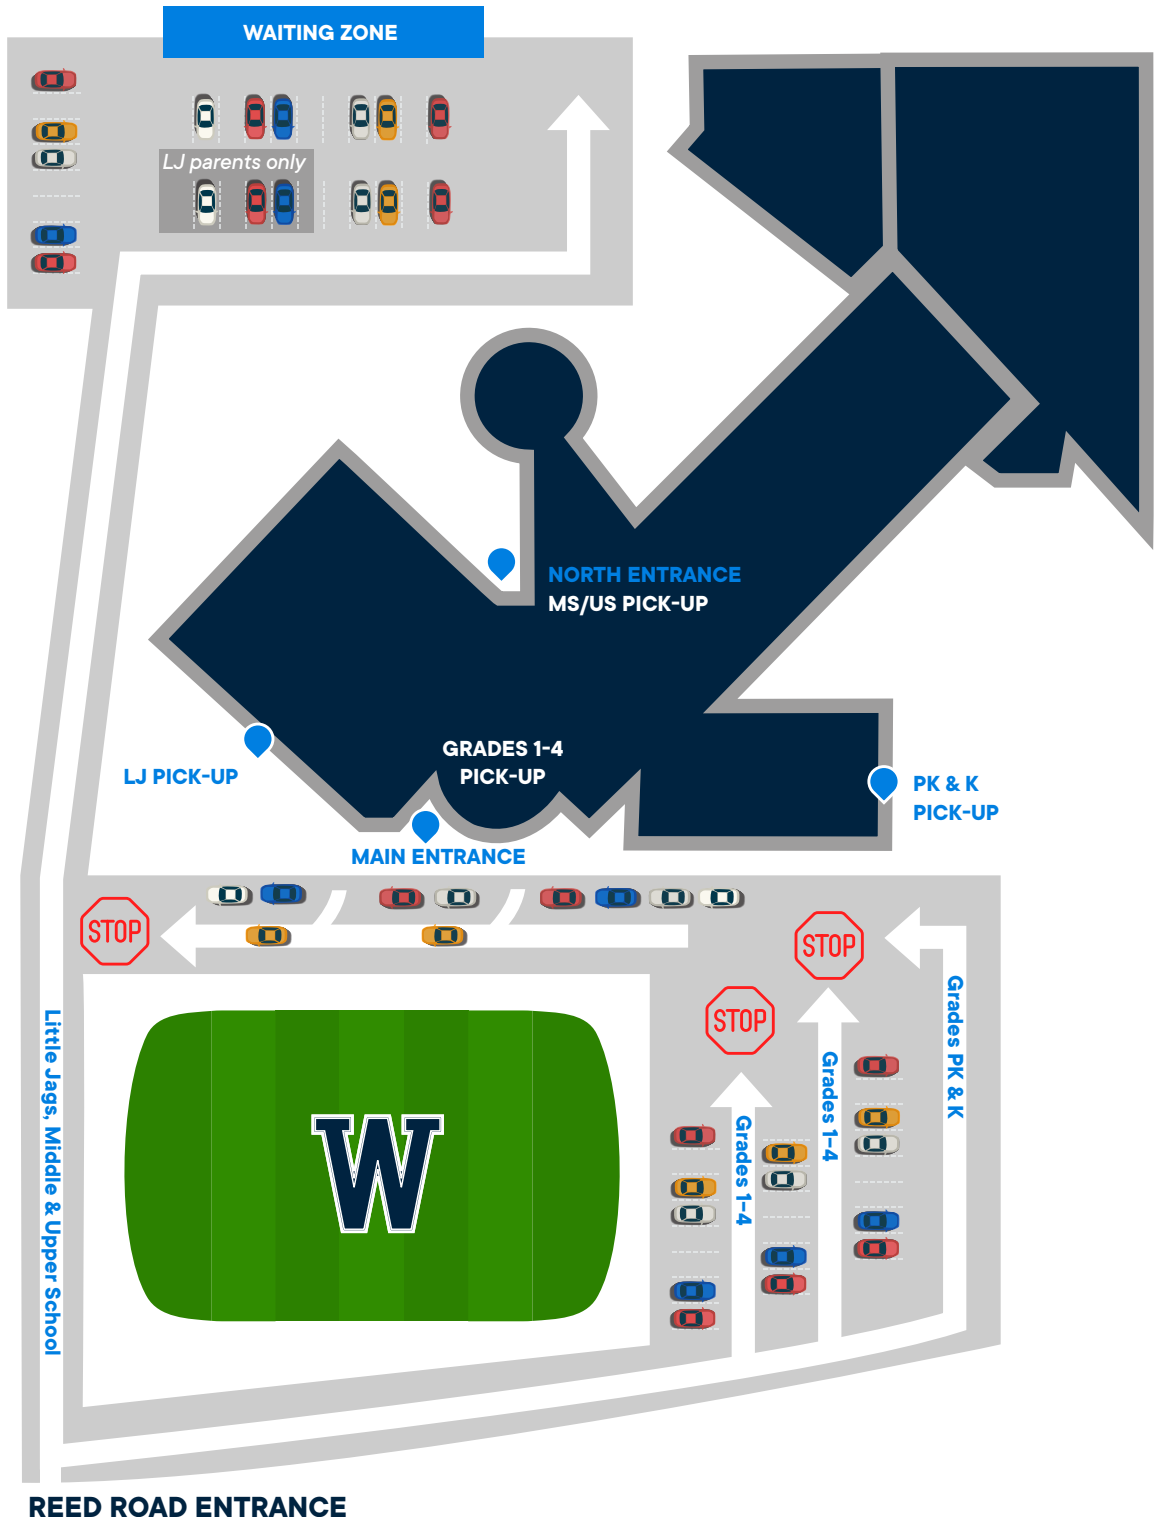 WAITING ZONE
LJ parents only
NORTH ENTRANCE
MS/US PICK-UP
GRADES 1-4
PICK-UP
LJ PICK-UP
PK & K
PICK-UP
MAIN ENTRANCE
STOP
STOP
STOP
Grades PK & K
Grades 1-4
Grades 1-4
Little Jags, Middle & Upper School
W
REED ROAD ENTRANCE